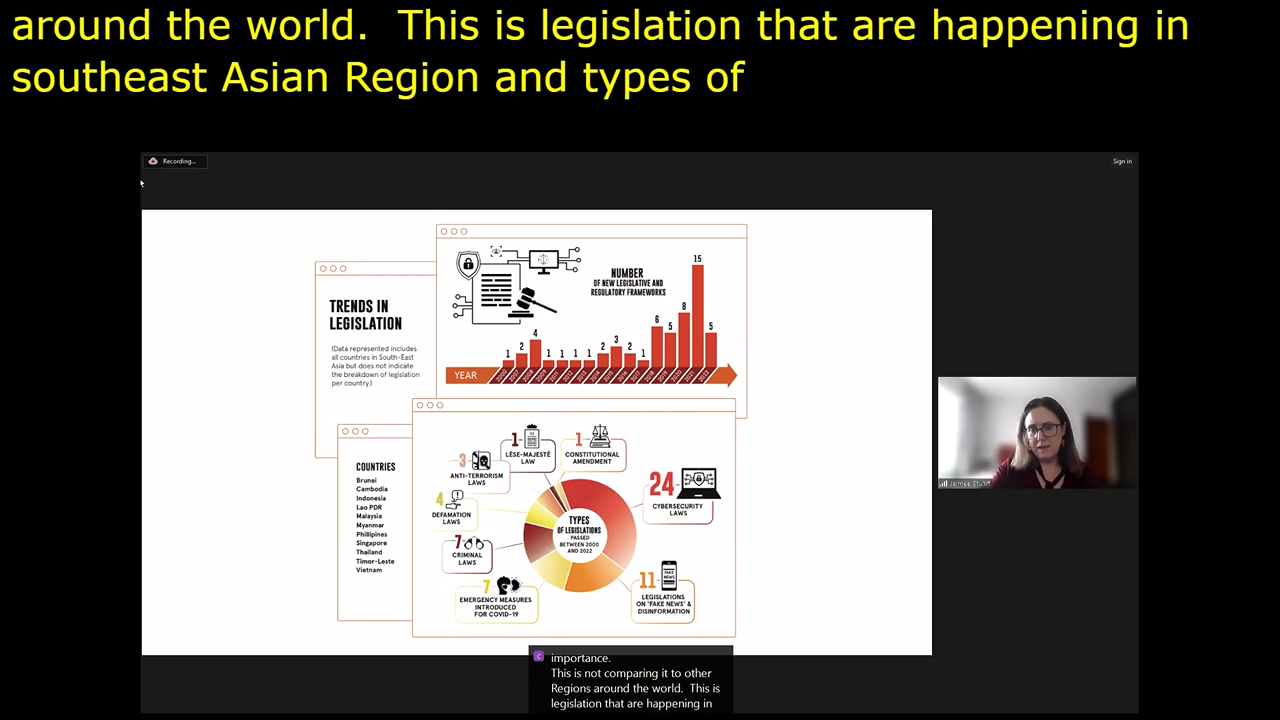 around the world.  This is legislation that are happening in
southeast Asian Region and types of
Recording...
Sign in
TRENDS IN
LEGISLATION
(Data represented includes
all countries in South-East
Asia but does not indicate
the breakdown of legislation
per country.)
NUMBER
OF NEW LEGISLATIVE AND
REGULATORY FRAMEWORKS
1 2 4 1 1 1 1 2 3 2 1 6 5 8 15 5
YEAR
COUNTRIES
Brunei
Cambodia
Indonesia
Lao PDR
Malaysia
Myanmar
Phillipines
Singapore
Thailand
Timor-Leste
Vietnam
1
LÈSE-MAJESTÉ
LAW
1
CONSTITUTIONAL
AMENDMENT
3
ANTI-TERRORISM
LAWS
24
CYBERSECURITY
LAWS
4
DEFAMATION
LAWS
TYPES
OF LEGISLATIONS
PASSED
BETWEEN 2000
AND 2022
7
CRIMINAL
LAWS
7
EMERGENCY MEASURES
INTRODUCED
FOR COVID-19
FAKE
NEWS
11
LEGISLATIONS
ON 'FAKE NEWS' &
DISINFORMATION
Jaimee Stuart
C
importance.
This is not comparing it to other
Regions around the world.  This is
legislation that are happening in